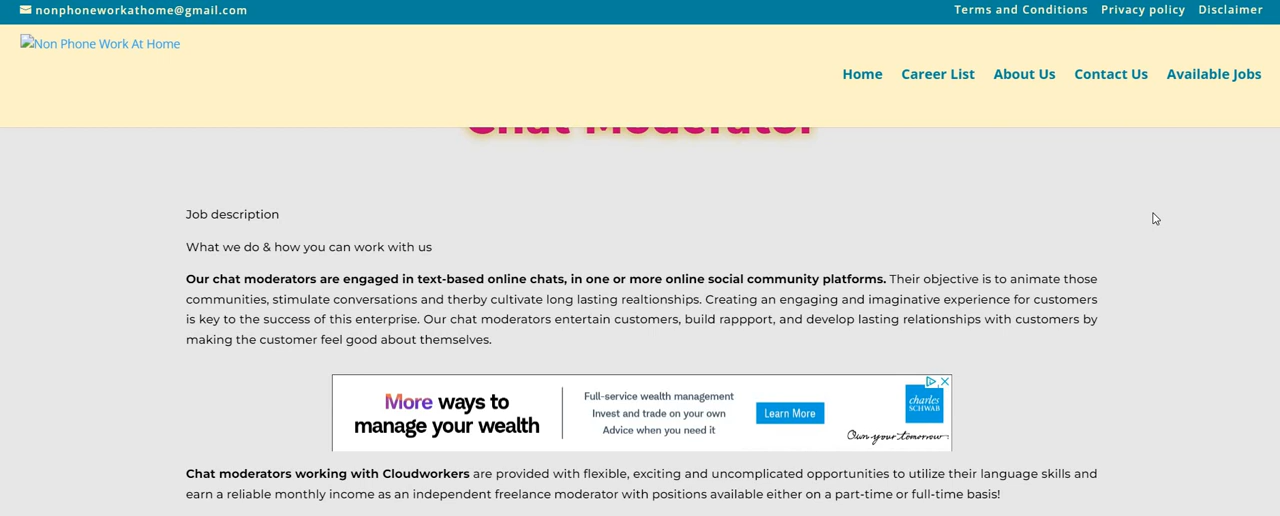 nonphoneworkathome@gmail.com
Terms and Conditions Privacy policy Disclaimer
Non Phone Work At Home
Home Career List About Us Contact Us Available Jobs
Chat Moderator
Job description
What we do & how you can work with us
Our chat moderators are engaged in text-based online chats, in one or more online social community platforms. Their objective is to animate those
communities, stimulate conversations and therby cultivate long lasting realtionships. Creating an engaging and imaginative experience for customers
is key to the success of this enterprise. Our chat moderators entertain customers, build rappport, and develop lasting relationships with customers by
making the customer feel good about themselves.
More ways to
manage your wealth
Full-service wealth management
Invest and trade on your own
Advice when you need it
Learn More
charles
SCHWAB
Own your tomorrow
Chat moderators working with Cloudworkers are provided with flexible, exciting and uncomplicated opportunities to utilize their language skills and
earn a reliable monthly income as an independent freelance moderator with positions available either on a part-time or full-time basis!